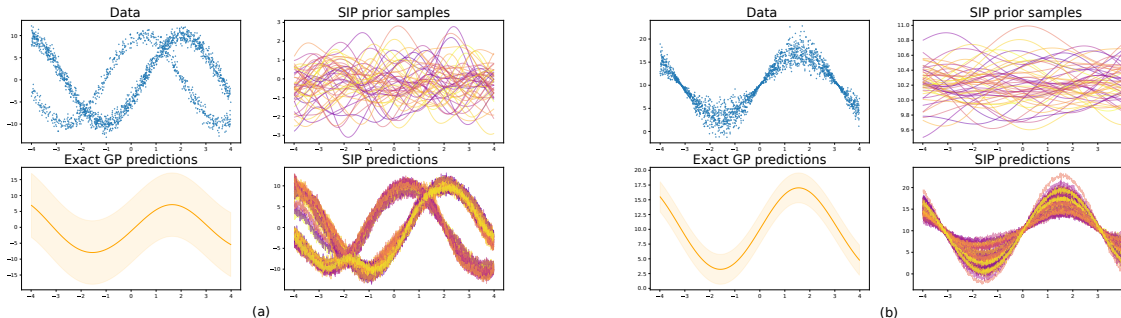 Data
10
5
0
−5
−10
−4 −3 −2 −1 0 1 2 3 4
SIP prior samples
3
2
1
0
−1
−2
−3
−4 −3 −2 −1 0 1 2 3 4
Exact GP predictions
15
10
5
0
−5
−10
−15
−4 −3 −2 −1 0 1 2 3 4
SIP predictions
10
5
0
−5
−10
−4 −3 −2 −1 0 1 2 3 4
(a)
Data
20
15
10
5
0
−4 −3 −2 −1 0 1 2 3 4
SIP prior samples
11.0
10.8
10.6
10.4
10.2
10.0
9.8
9.6
−4 −3 −2 −1 0 1 2 3
Exact GP predictions
20.0
17.5
15.0
12.5
10.0
7.5
5.0
2.5
0.0
−4 −3 −2 −1 0 1 2 3 4
SIP predictions
20
15
10
5
0
−4 −3 −2 −1 0 1 2 3
(b)